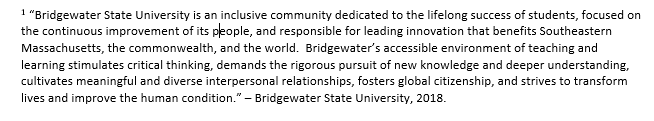 ¹ “Bridgewater State University is an inclusive community dedicated to the lifelong success of students, focused on
the continuous improvement of its people, and responsible for leading innovation that benefits Southeastern
Massachusetts, the commonwealth, and the world.  Bridgewater’s accessible environment of teaching and
learning stimulates critical thinking, demands the rigorous pursuit of new knowledge and deeper understanding,
cultivates meaningful and diverse interpersonal relationships, fosters global citizenship, and strives to transform
lives and improve the human condition.” – Bridgewater State University, 2018.